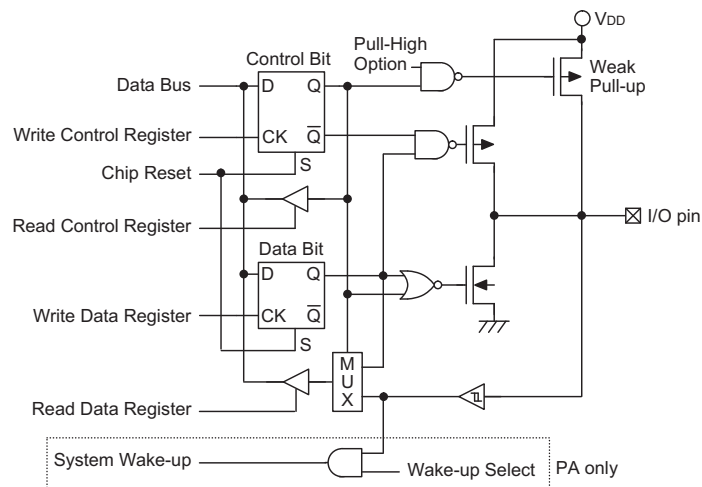 VDD
Pull-High
Option
Weak
Pull-up
Control Bit
Data Bus
D
Q
Write Control Register
CK
Q
S
Chip Reset
Read Control Register
I/O pin
Data Bit
D
Q
Write Data Register
CK
Q
S
M
U
X
Read Data Register
System Wake-up
Wake-up Select
PA only